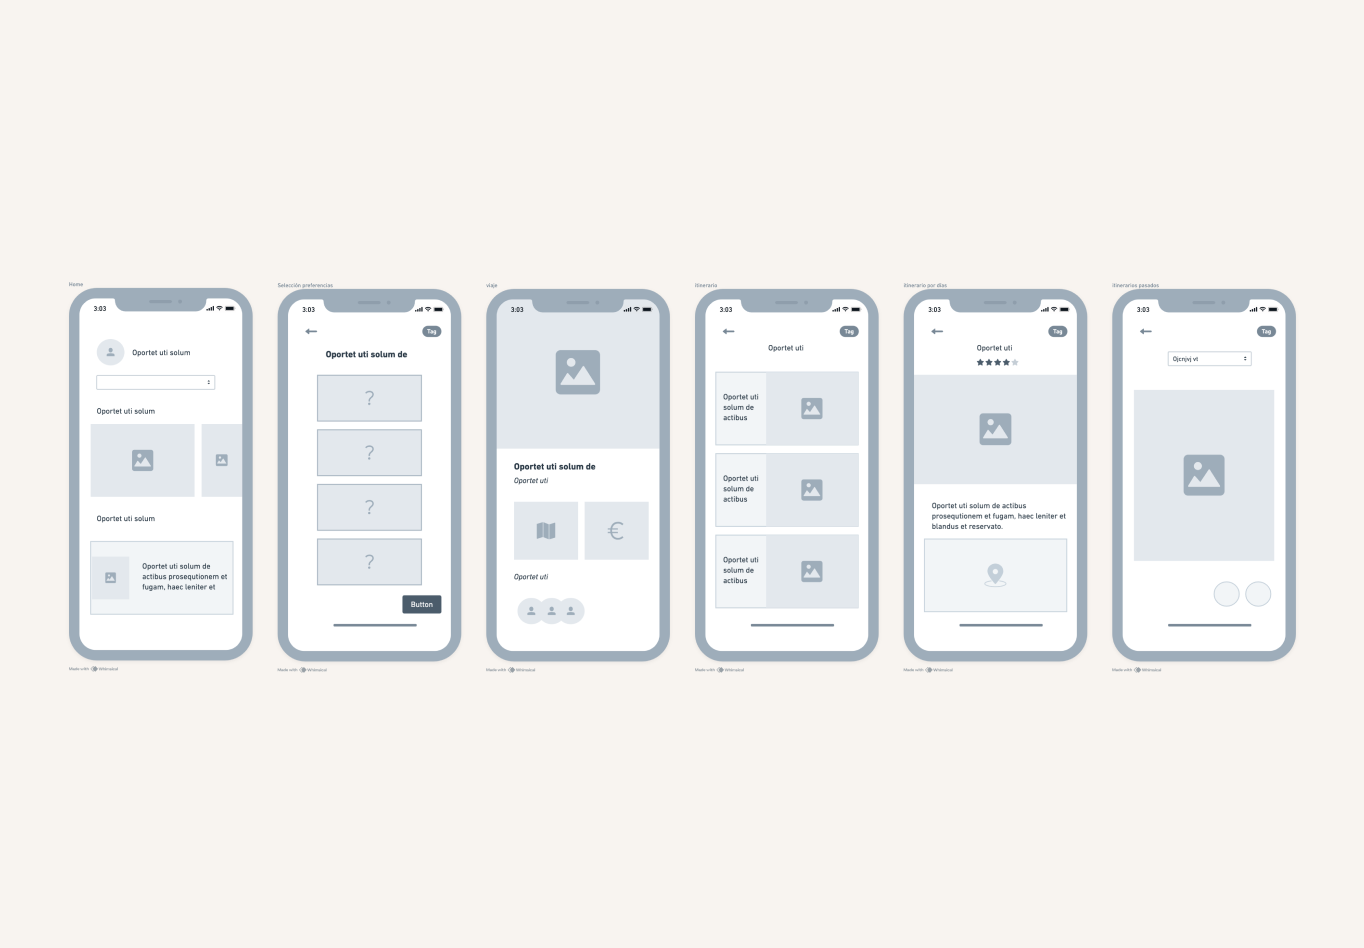 Home
3:03
Oportet uti solum
Oportet uti solum
Oportet uti solum
Oportet uti solum de
actibus prosequtionem et
fugam, haec leniter et
Made with Whimsical
Selección preferencias
3:03
Tag
Oportet uti solum de
?
?
?
?
Button
Made with Whimsical
viaje
3:03
Oportet uti solum de
Oportet uti
€
Oportet uti
Made with Whimsical
itinerario
3:03
Tag
Oportet uti
Oportet uti
solum de
actibus
Oportet uti
solum de
actibus
Oportet uti
solum de
actibus
Made with Whimsical
itinerario por días
3:03
Tag
Oportet uti
Oportet uti solum de actibus
prosequtionem et fugam, haec leniter et
blandus et reservato.
Made with Whimsical
itinerarios pasados
3:03
Tag
Ojcnjvj vt
Made with Whimsical